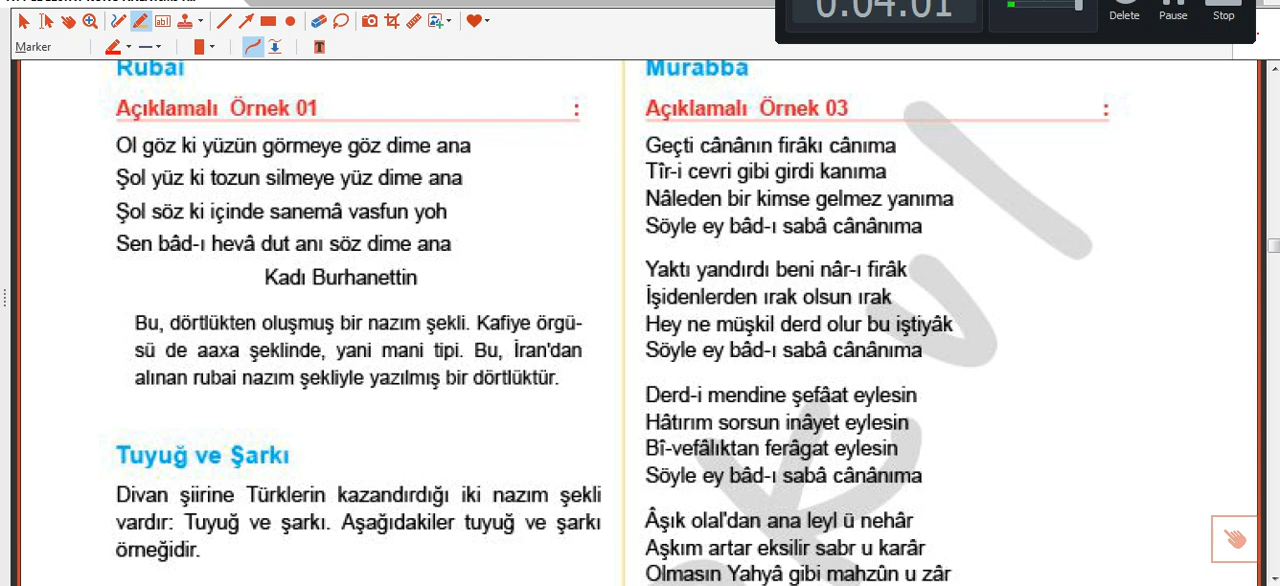 0:04:01
Delete Pause Stop
Marker
Rubai
Açıklamalı Örnek 01 :
Ol göz ki yüzün görmeye göz dime ana
Şol yüz ki tozun silmeye yüz dime ana
Şol söz ki içinde sanemâ vasfun yoh
Sen bâd-ı hevâ dut anı söz dime ana
Kadı Burhanettin
Bu, dörtlükten oluşmuş bir nazım şekli. Kafiye örgü-
sü de aaxa şeklinde, yani mani tipi. Bu, İran'dan
alınan rubai nazım şekliyle yazılmış bir dörtlüktür.
Tuyuğ ve Şarkı
Divan şiirine Türklerin kazandırdığı iki nazım şekli
vardır: Tuyuğ ve şarkı. Aşağıdakiler tuyuğ ve şarkı
örneğidir.
Murabba
Açıklamalı Örnek 03 :
Geçti cânânın firâkı cânıma
Tîr-i cevri gibi girdi kanıma
Nâleden bir kimse gelmez yanıma
Söyle ey bâd-ı sabâ cânânıma
Yaktı yandırdı beni nâr-ı firâk
İşidenlerden ırak olsun ırak
Hey ne müşkil derd olur bu iştiyâk
Söyle ey bâd-ı sabâ cânânıma
Derd-i mendine şefâat eylesin
Hâtırım sorsun inâyet eylesin
Bî-vefâlıktan ferâgat eylesin
Söyle ey bâd-ı sabâ cânânıma
Âşık olal'dan ana leyl ü nehâr
Aşkım artar eksilir sabr u karâr
Olmasın Yahyâ gibi mahzûn u zâr